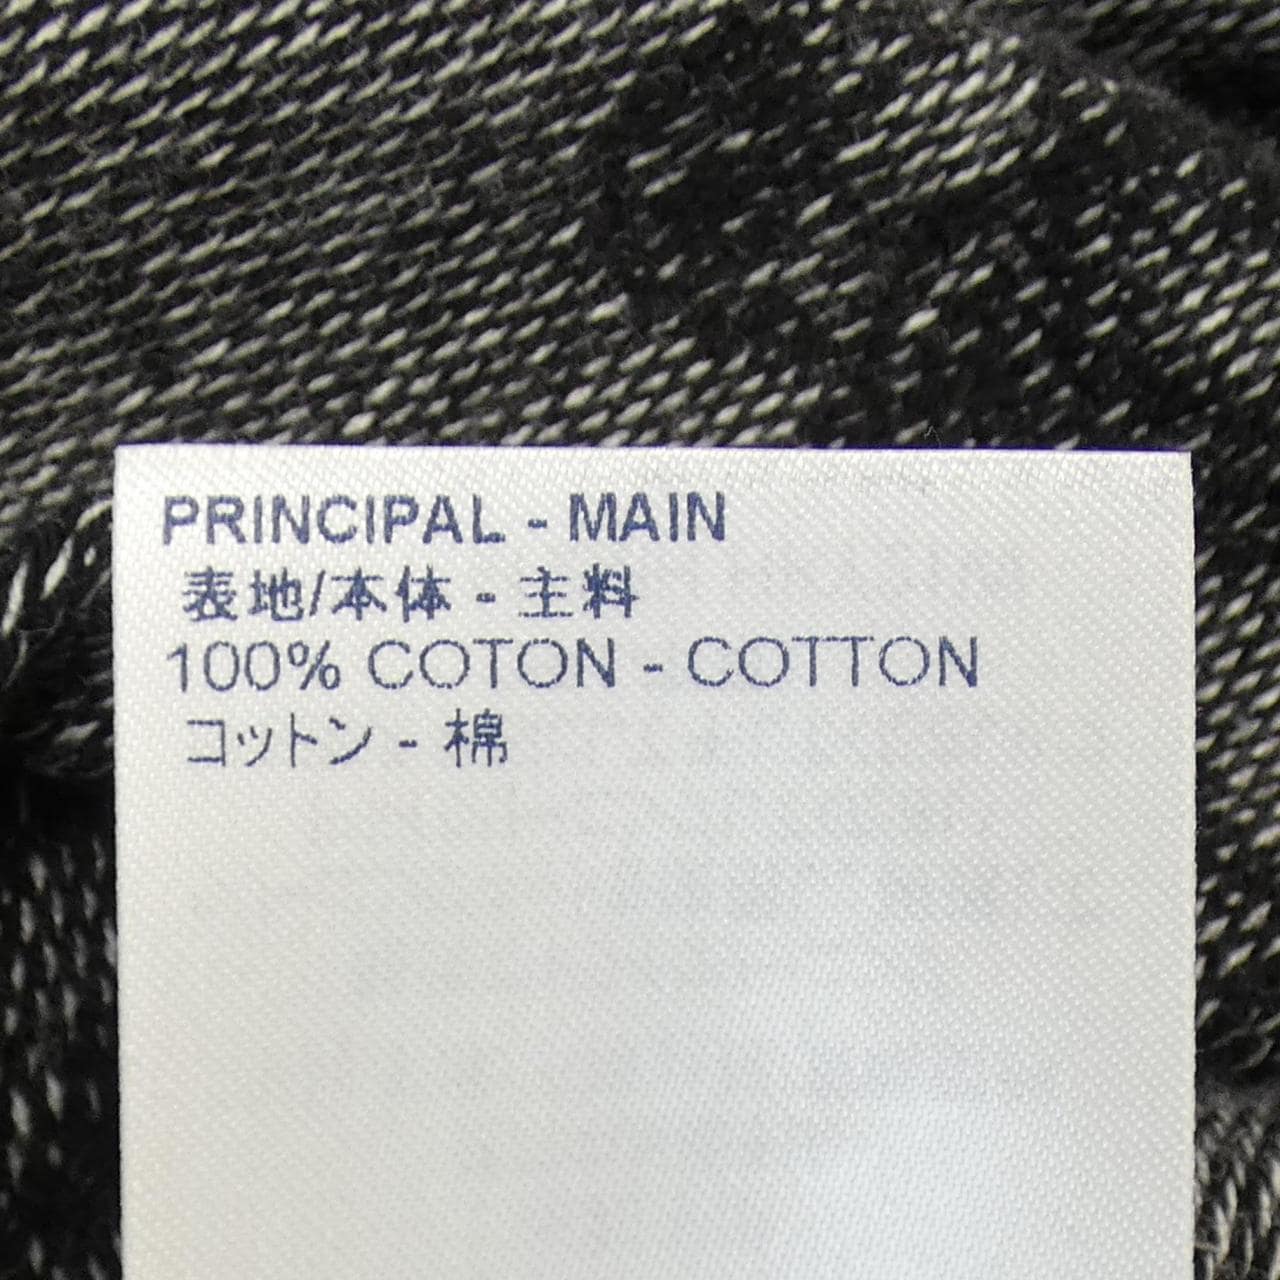 PRINCIPAL - MAIN
表地/本体 - 主料
100% COTON - COTTON
コットン - 棉